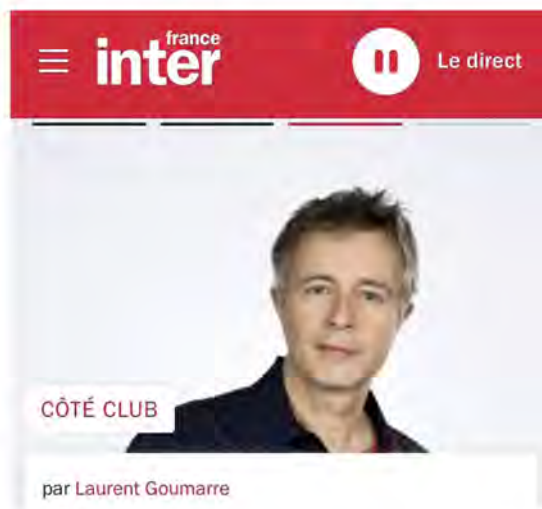 france
inter
Le direct
CÔTÉ CLUB
par Laurent Goumarre